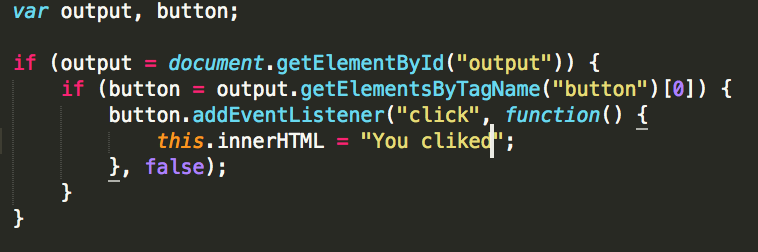 var output, button;
if (output = document.getElementById("output")) {
if (button = output.getElementsByTagName("button")[0]) {
button.addEventListener("click", function() {
this.innerHTML = "You cliked";
}, false);
}
}